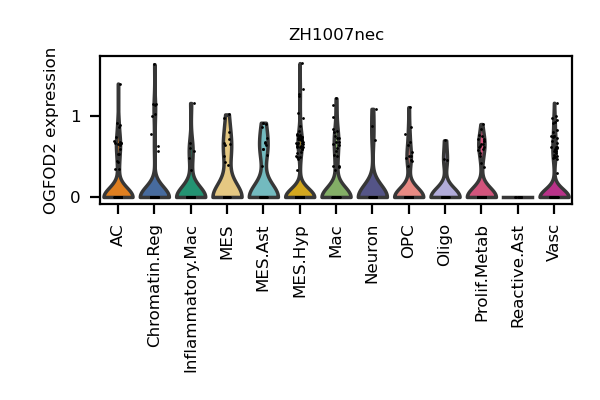 ZH1007nec
OGFOD2 expression
1
0
AC
Chromatin.Reg
Inflammatory.Mac
MES
MES.Ast
MES.Hyp
Mac
Neuron
OPC
Oligo
Prolif.Metab
Reactive.Ast
Vasc